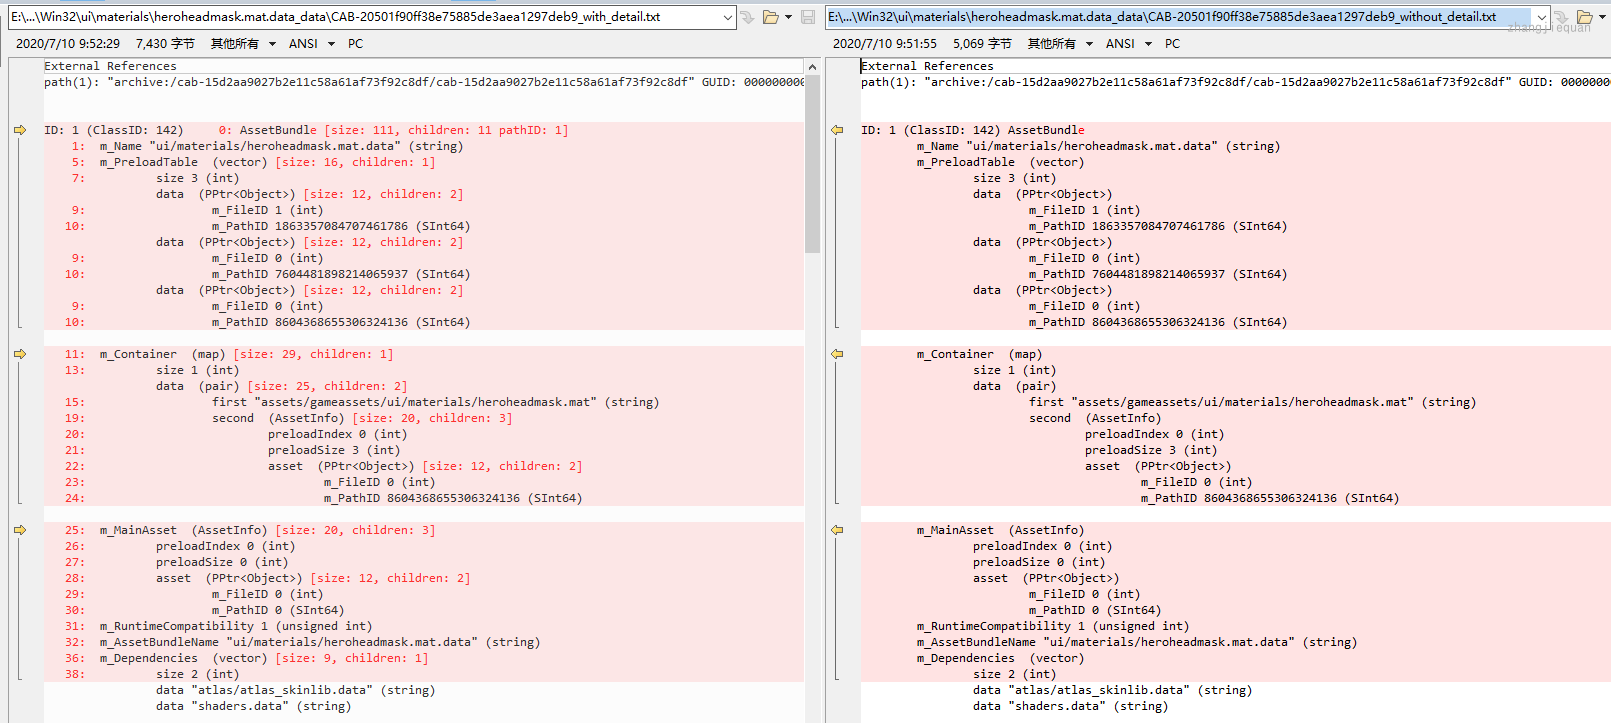 E:\...\Win32\ui\materials\heroheadmask.mat.data_data\CAB-20501f90ff38e75885de3aea1297deb9_with_detail.txt
2020/7/10 9:52:29 7,430 字节 其他所有 ANSI PC
External References
path(1): "archive:/cab-15d2aa9027b2e11c58a61af73f92c8df/cab-15d2aa9027b2e11c58a61af73f92c8df" GUID: 000000000
ID: 1 (ClassID: 142) 0: AssetBundle [size: 111, children: 11 pathID: 1]
1: m_Name "ui/materials/heroheadmask.mat.data" (string)
5: m_PreloadTable (vector) [size: 16, children: 1]
7: size 3 (int)
data (PPtr<Object>) [size: 12, children: 2]
9: m_FileID 1 (int)
10: m_PathID 1863357084707461786 (SInt64)
data (PPtr<Object>) [size: 12, children: 2]
9: m_FileID 0 (int)
10: m_PathID 7604481898214065937 (SInt64)
data (PPtr<Object>) [size: 12, children: 2]
9: m_FileID 0 (int)
10: m_PathID 8604368655306324136 (SInt64)
11: m_Container (map) [size: 29, children: 1]
13: size 1 (int)
data (pair) [size: 25, children: 2]
15: first "assets/gameassets/ui/materials/heroheadmask.mat" (string)
19: second (AssetInfo) [size: 20, children: 3]
20: preloadIndex 0 (int)
21: preloadSize 3 (int)
22: asset (PPtr<Object>) [size: 12, children: 2]
23: m_FileID 0 (int)
24: m_PathID 8604368655306324136 (SInt64)
25: m_MainAsset (AssetInfo) [size: 20, children: 3]
26: preloadIndex 0 (int)
27: preloadSize 0 (int)
28: asset (PPtr<Object>) [size: 12, children: 2]
29: m_FileID 0 (int)
30: m_PathID 0 (SInt64)
31: m_RuntimeCompatibility 1 (unsigned int)
32: m_AssetBundleName "ui/materials/heroheadmask.mat.data" (string)
36: m_Dependencies (vector) [size: 9, children: 1]
38: size 2 (int)
data "atlas/atlas_skinlib.data" (string)
data "shaders.data" (string)
E:\...\Win32\ui\materials\heroheadmask.mat.data_data\CAB-20501f90ff38e75885de3aea1297deb9_without_detail.txt
zhangjiequan
2020/7/10 9:51:55 5,069 字节 其他所有 ANSI PC
External References
path(1): "archive:/cab-15d2aa9027b2e11c58a61af73f92c8df/cab-15d2aa9027b2e11c58a61af73f92c8df" GUID: 0000000
ID: 1 (ClassID: 142) AssetBundle
m_Name "ui/materials/heroheadmask.mat.data" (string)
m_PreloadTable (vector)
size 3 (int)
data (PPtr<Object>)
m_FileID 1 (int)
m_PathID 1863357084707461786 (SInt64)
data (PPtr<Object>)
m_FileID 0 (int)
m_PathID 7604481898214065937 (SInt64)
data (PPtr<Object>)
m_FileID 0 (int)
m_PathID 8604368655306324136 (SInt64)
m_Container (map)
size 1 (int)
data (pair)
first "assets/gameassets/ui/materials/heroheadmask.mat" (string)
second (AssetInfo)
preloadIndex 0 (int)
preloadSize 3 (int)
asset (PPtr<Object>)
m_FileID 0 (int)
m_PathID 8604368655306324136 (SInt64)
m_MainAsset (AssetInfo)
preloadIndex 0 (int)
preloadSize 0 (int)
asset (PPtr<Object>)
m_FileID 0 (int)
m_PathID 0 (SInt64)
m_RuntimeCompatibility 1 (unsigned int)
m_AssetBundleName "ui/materials/heroheadmask.mat.data" (string)
m_Dependencies (vector)
size 2 (int)
data "atlas/atlas_skinlib.data" (string)
data "shaders.data" (string)